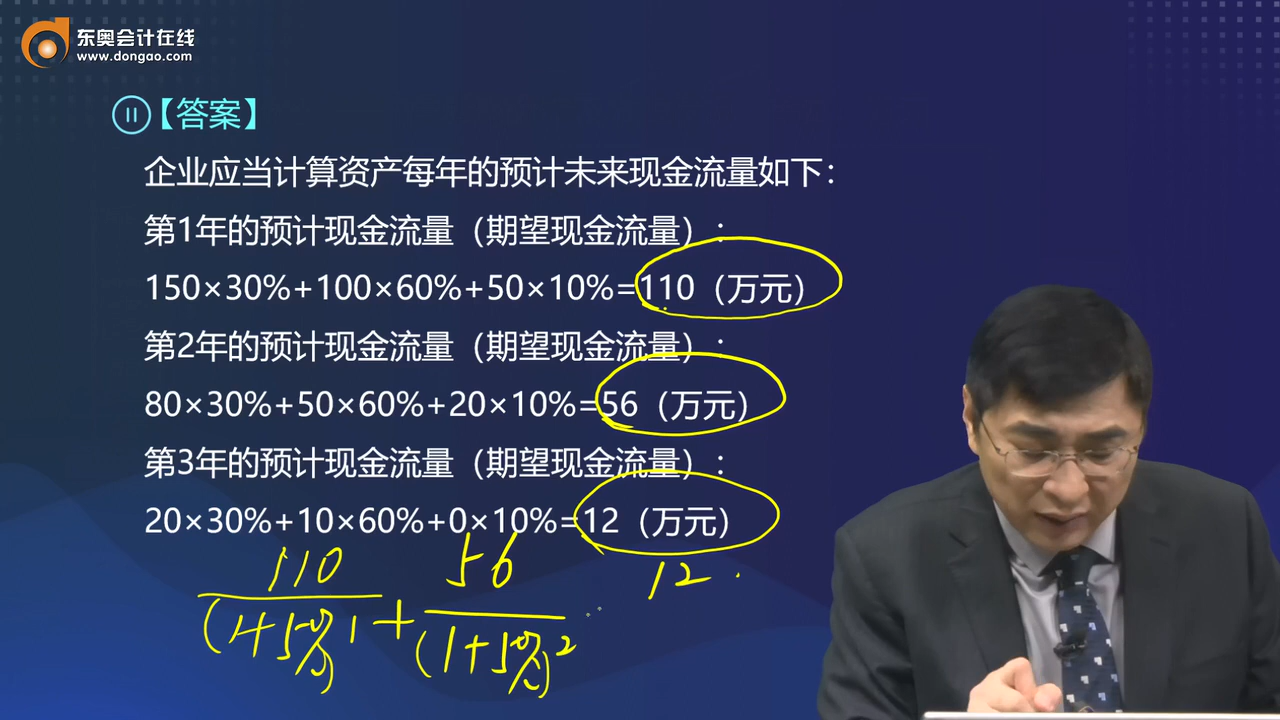 东奥会计在线
www.dongao.com
【答案】
企业应当计算资产每年的预计未来现金流量如下：
第1年的预计现金流量（期望现金流量）：
150×30%+100×60%+50×10%=110（万元）
第2年的预计现金流量（期望现金流量）：
80×30%+50×60%+20×10%=56（万元）
第3年的预计现金流量（期望现金流量）：
20×30%+10×60%+0×10%=12（万元）
110 56 12
(1+5%)1 + (1+5%)2